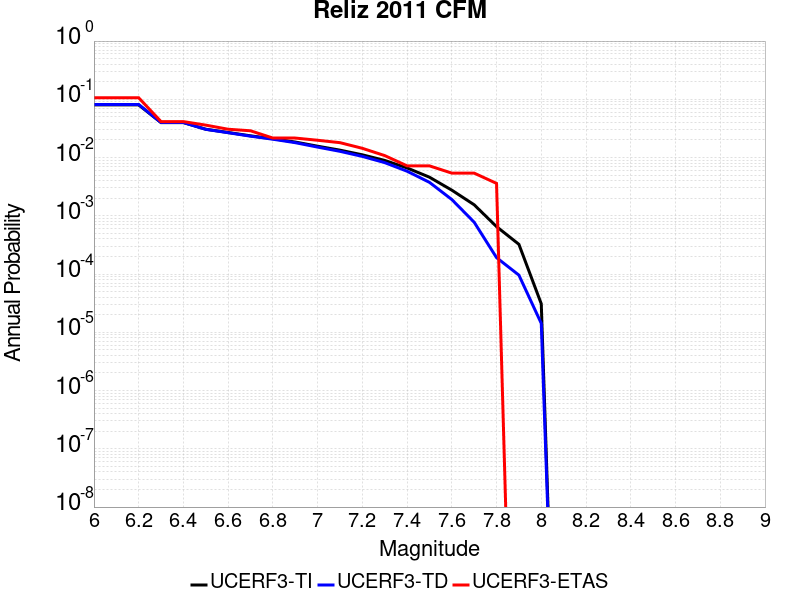 Reliz 2011 CFM
Annual Probability
10^0
10^-1
10^-2
10^-3
10^-4
10^-5
10^-6
10^-7
10^-8
6 6.2 6.4 6.6 6.8 7 7.2 7.4 7.6 7.8 8 8.2 8.4 8.6 8.8 9
Magnitude
UCERF3-TI UCERF3-TD UCERF3-ETAS